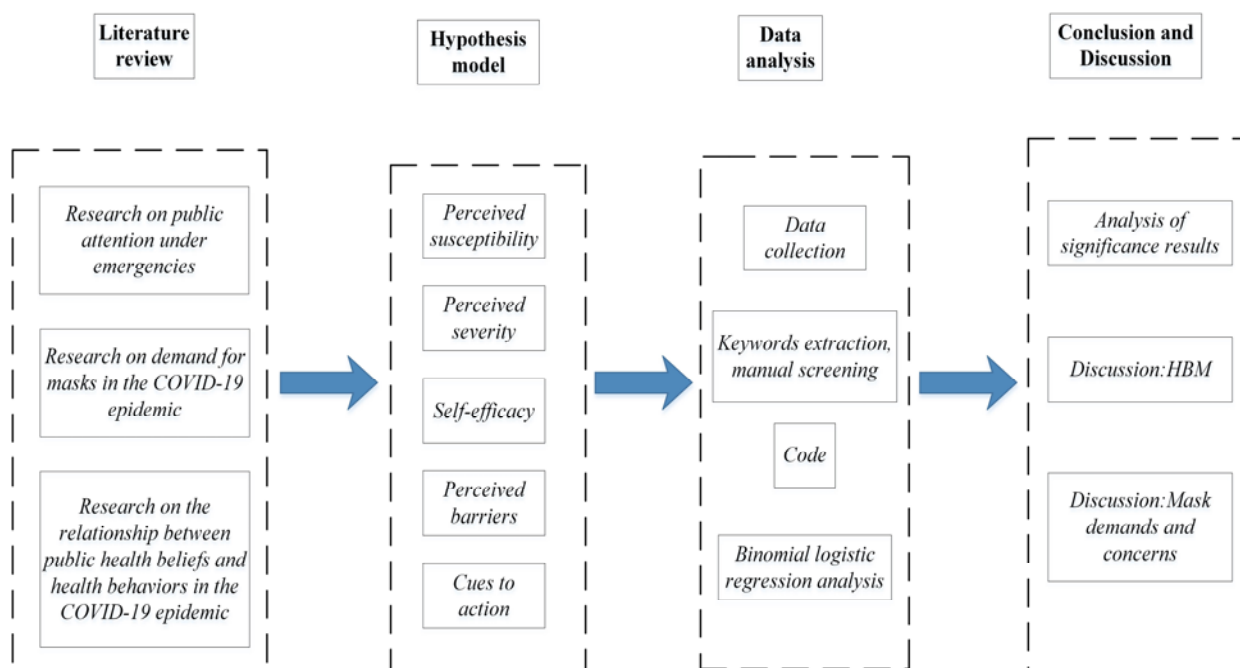 Literature
review
Research on public
attention under
emergencies
Research on demand for
masks in the COVID-19
epidemic
Research on the
relationship between
public health beliefs and
health behaviors in the
COVID-19 epidemic
Hypothesis
model
Perceived
susceptibility
Perceived
severity
Self-efficacy
Perceived
barriers
Cues to
action
Data
analysis
Data
collection
Keywords extraction,
manual screening
Code
Binomial logistic
regression analysis
Conclusion and
Discussion
Analysis of
significance results
Discussion:HBM
Discussion:Mask
demands and
concerns